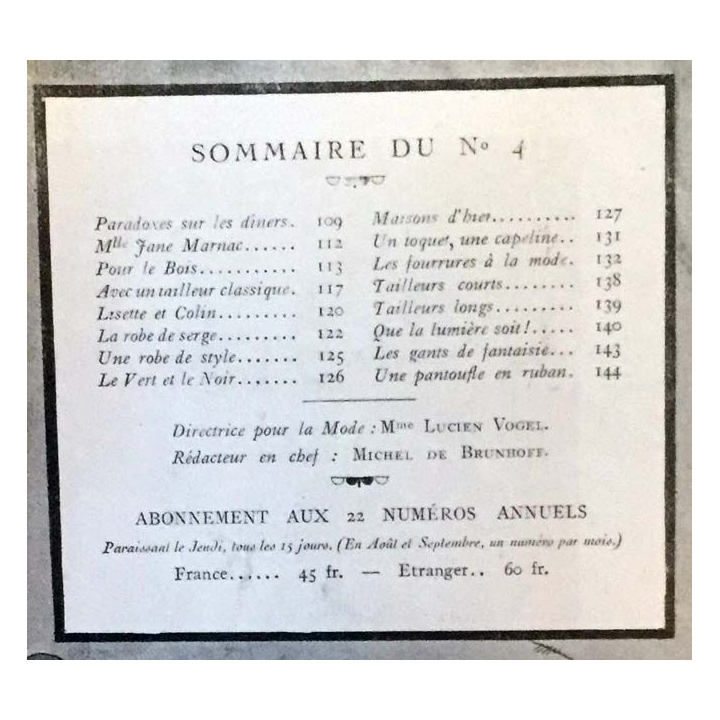 SOMMAIRE DU No 4
Paradoxes sur les dîners. 109
Mlle Jane Marnac...... 112
Pour le Bois........... 113
Avec un tailleur classique. 117
Lisette et Colin......... 120
La robe de serge......... 122
Une robe de style....... 125
Le Vert et le Noir....... 126
Maisons d'hier.......... 127
Un toquet, une capeline.. 131
Les fourrures à la mode. 132
Tailleurs courts........ 138
Tailleurs longs......... 139
Que la lumière soit!..... 140
Les gants de fantaisie... 143
Une pantoufle en ruban. 144
Directrice pour la Mode : Mme LUCIEN VOGEL.
Rédacteur en chef : MICHEL DE BRUNHOFF.
ABONNEMENT AUX 22 NUMÉROS ANNUELS
Paraissant le Jeudi, tous les 15 jours. (En Août et Septembre, un numéro par mois.)
France...... 45 fr. — Etranger.. 60 fr.